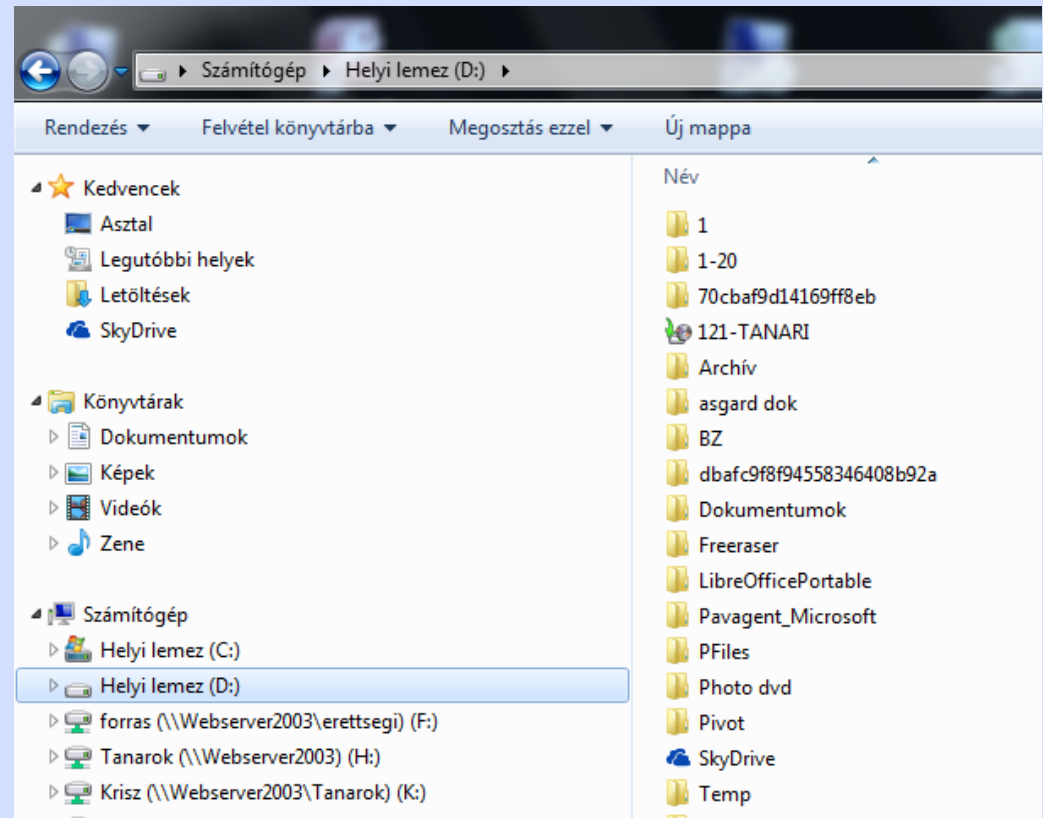 Számítógép Helyi lemez (D:)
Rendezés Felvétel könyvtárba Megosztás ezzel Új mappa
Kedvencek
Asztal
Legutóbbi helyek
Letöltések
SkyDrive
Könyvtárak
Dokumentumok
Képek
Videók
Zene
Számítógép
Helyi lemez (C:)
Helyi lemez (D:)
forras (\\Webserver2003\erettsegi) (F:)
Tanarok (\\Webserver2003) (H:)
Krisz (\\Webserver2003\Tanarok) (K:)
Név
1
1-20
70cbaf9d14169ff8eb
121-TANARI
Archív
asgard dok
BZ
dbafc9f8f94558346408b92a
Dokumentumok
Freeraser
LibreOfficePortable
Pavagent_Microsoft
PFiles
Photo dvd
Pivot
SkyDrive
Temp